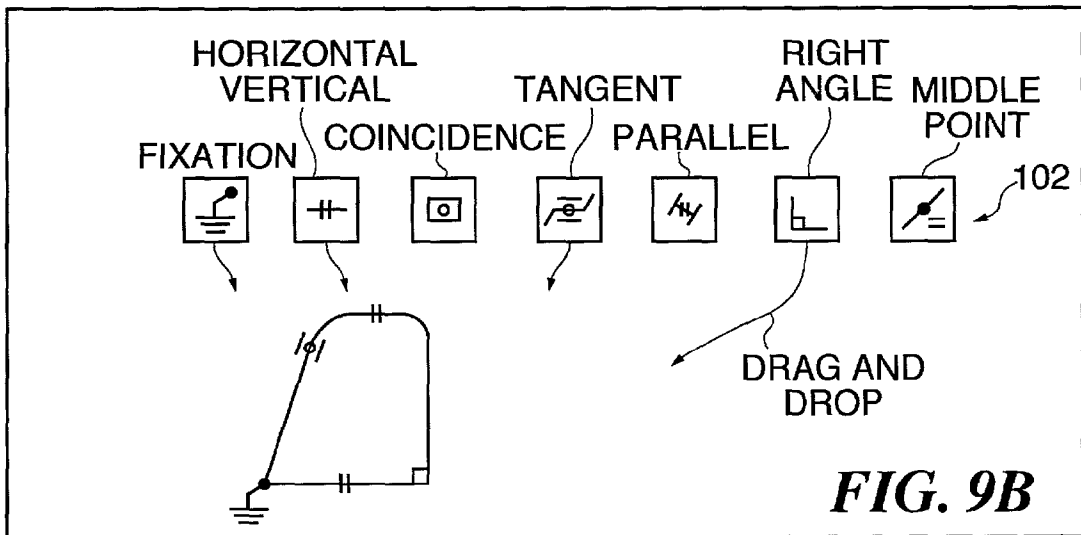 HORIZONTAL
VERTICAL
RIGHT
ANGLE
TANGENT
MIDDLE
POINT
COINCIDENCE
PARALLEL
FIXATION
102
DRAG AND
DROP
FIG. 9B